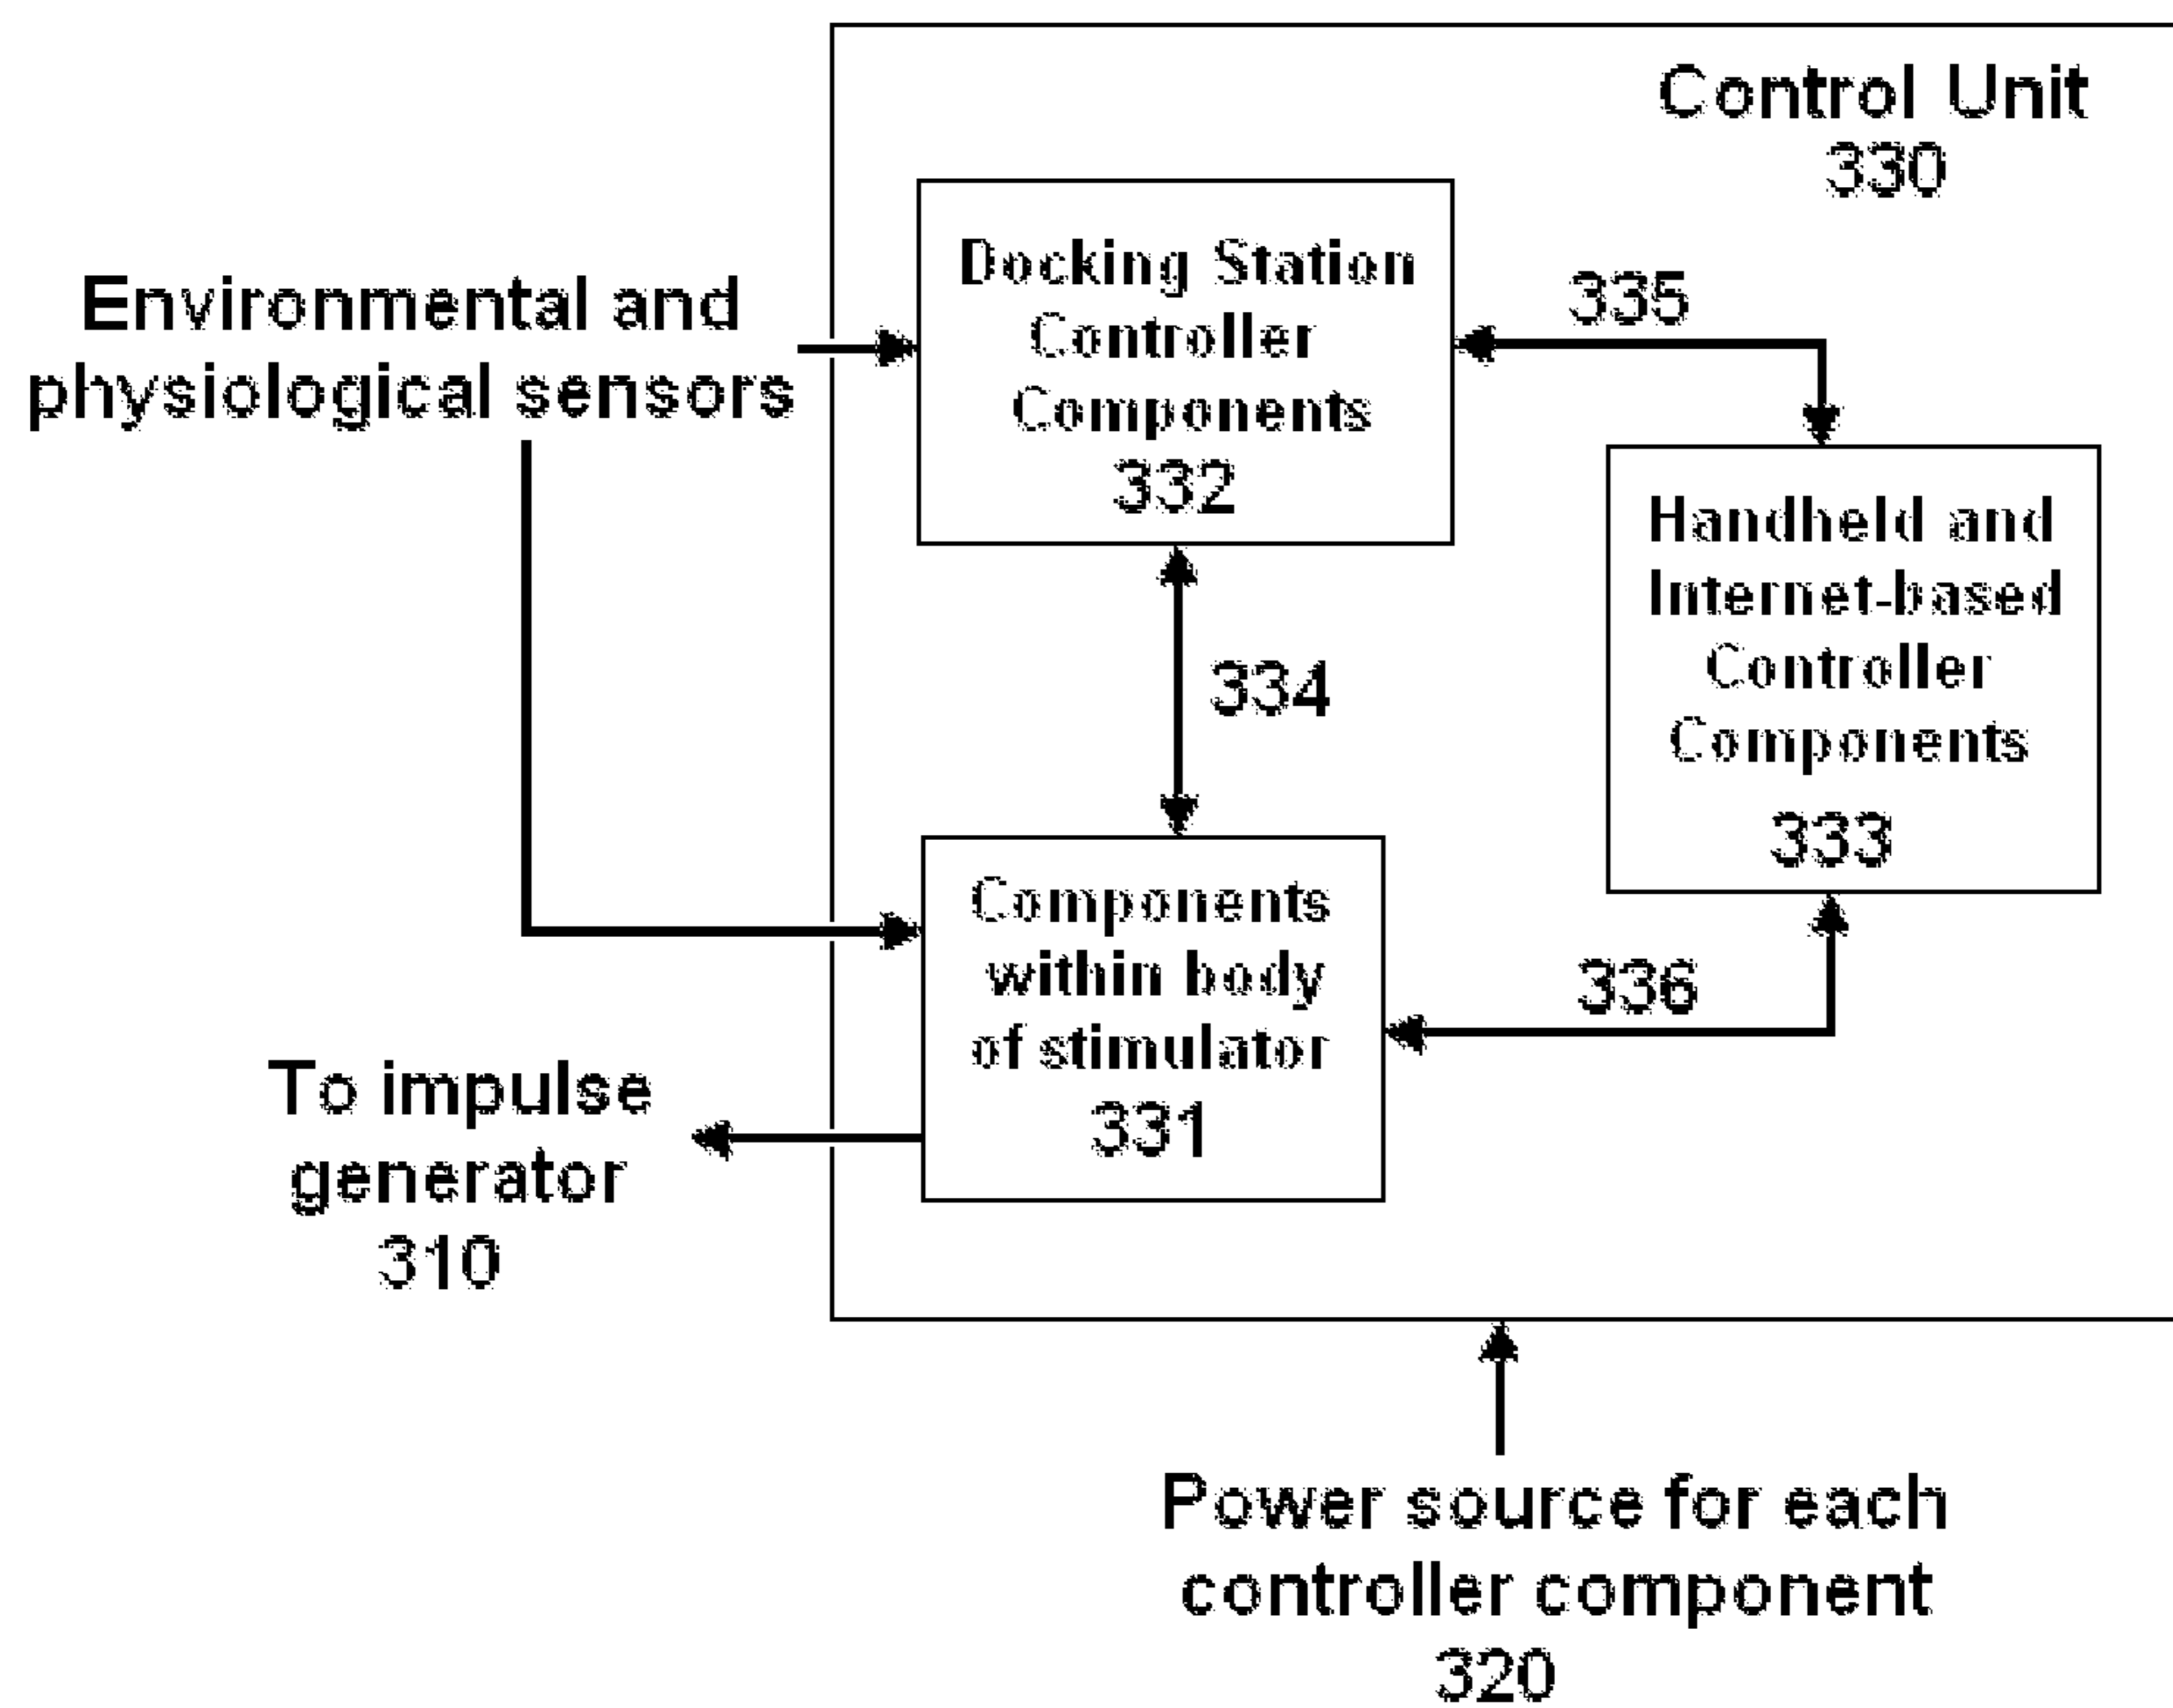 Control Unit
330
Docking Station
Controller
Components
332
335
Environmental and
physiological sensors
Handheld and
Internet-based
Controller
Components
333
334
Components
within body
of stimulator
331
336
To impulse
generator
310
Power source for each
controller component
320